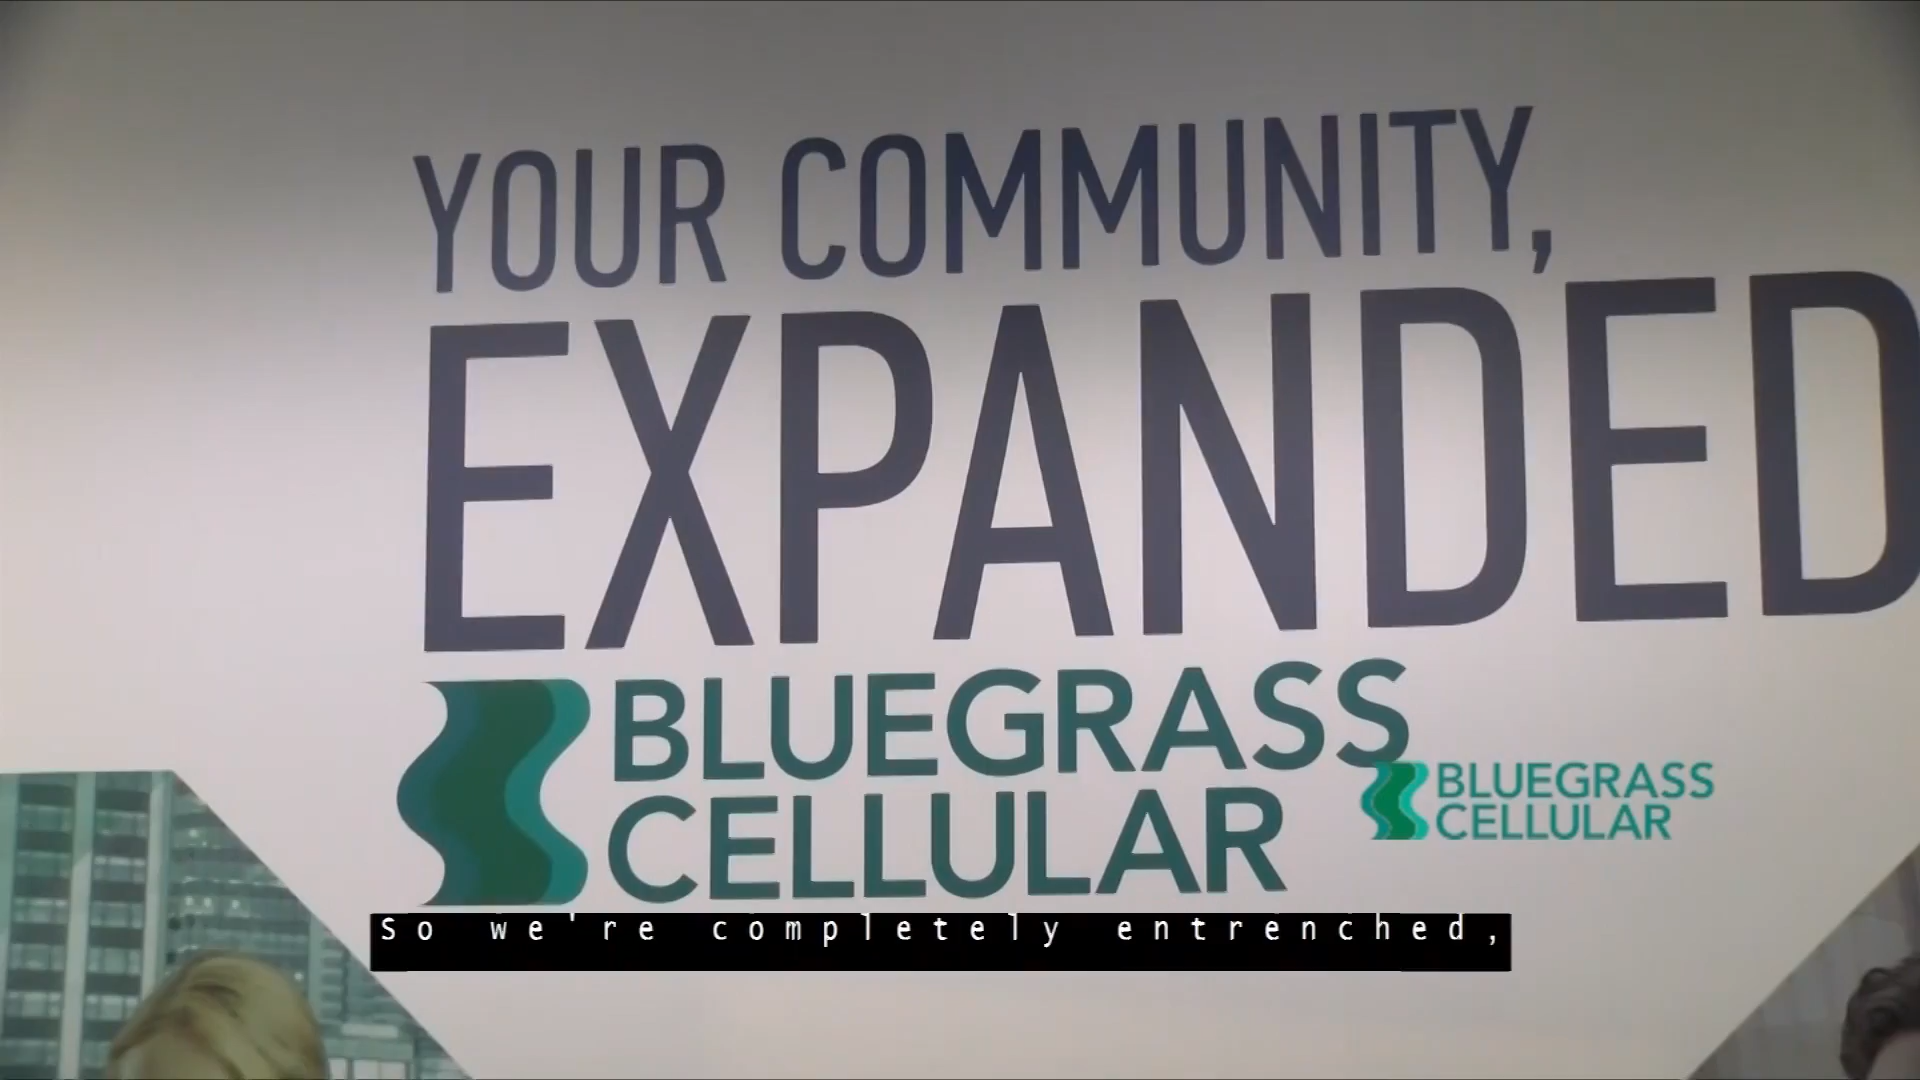 YOUR COMMUNITY,
EXPANDED
BLUEGRASS
CELLULAR
BLUEGRASS
CELLULAR
So we're completely entrenched,